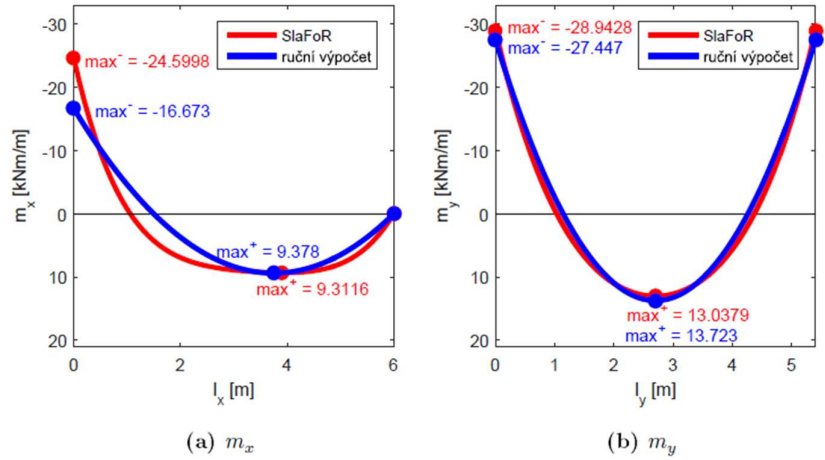 -30
-20
-10
0
10
20
m_x [kNm/m]
SlaFoR
ruční výpočet
max⁻ = -24.5998
max⁻ = -16.673
max⁺ = 9.378
max⁺ = 9.3116
0 2 4 6
l_x [m]
(a) m_x
-30
-20
-10
0
10
20
m_y [kNm/m]
max⁻ = -28.9428
max⁻ = -27.447
SlaFoR
ruční výpočet
max⁺ = 13.0379
max⁺ = 13.723
0 1 2 3 4 5
l_y [m]
(b) m_y